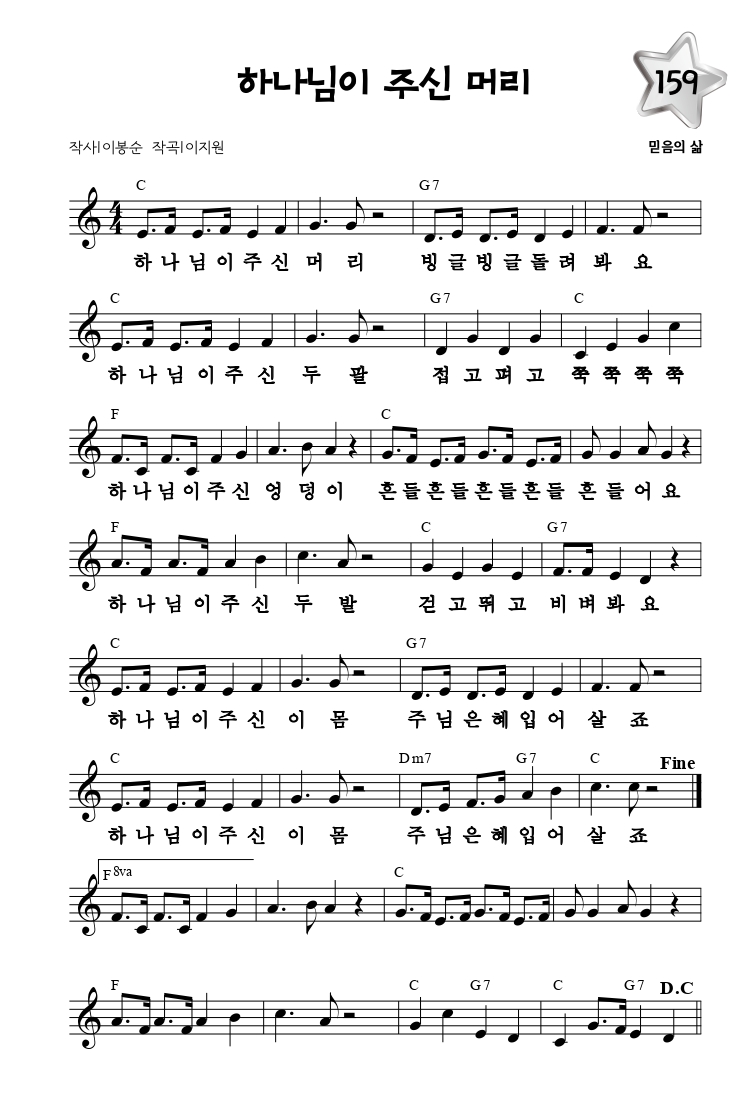 하나님이 주신 머리
159
작사|이봉순 작곡|이지원
믿음의 삶
C G7
하 나 님 이 주 신 머 리 빙 글 빙 글 돌 려 봐 요
C G7 C
하 나 님 이 주 신 두 팔 접 고 펴 고 쭉 쭉 쭉 쭉
F C
하 나 님 이 주 신 엉 덩 이 흔 들 흔 들 흔 들 흔 들 흔 들 어 요
F C G7
하 나 님 이 주 신 두 발 걷 고 뛰 고 비 벼 봐 요
C G7
하 나 님 이 주 신 이 몸 주 님 은 혜 입 어 살 죠
C Dm7 G7 C Fine
하 나 님 이 주 신 이 몸 주 님 은 혜 입 어 살 죠
F 8va C
F C G7 C G7 D.C